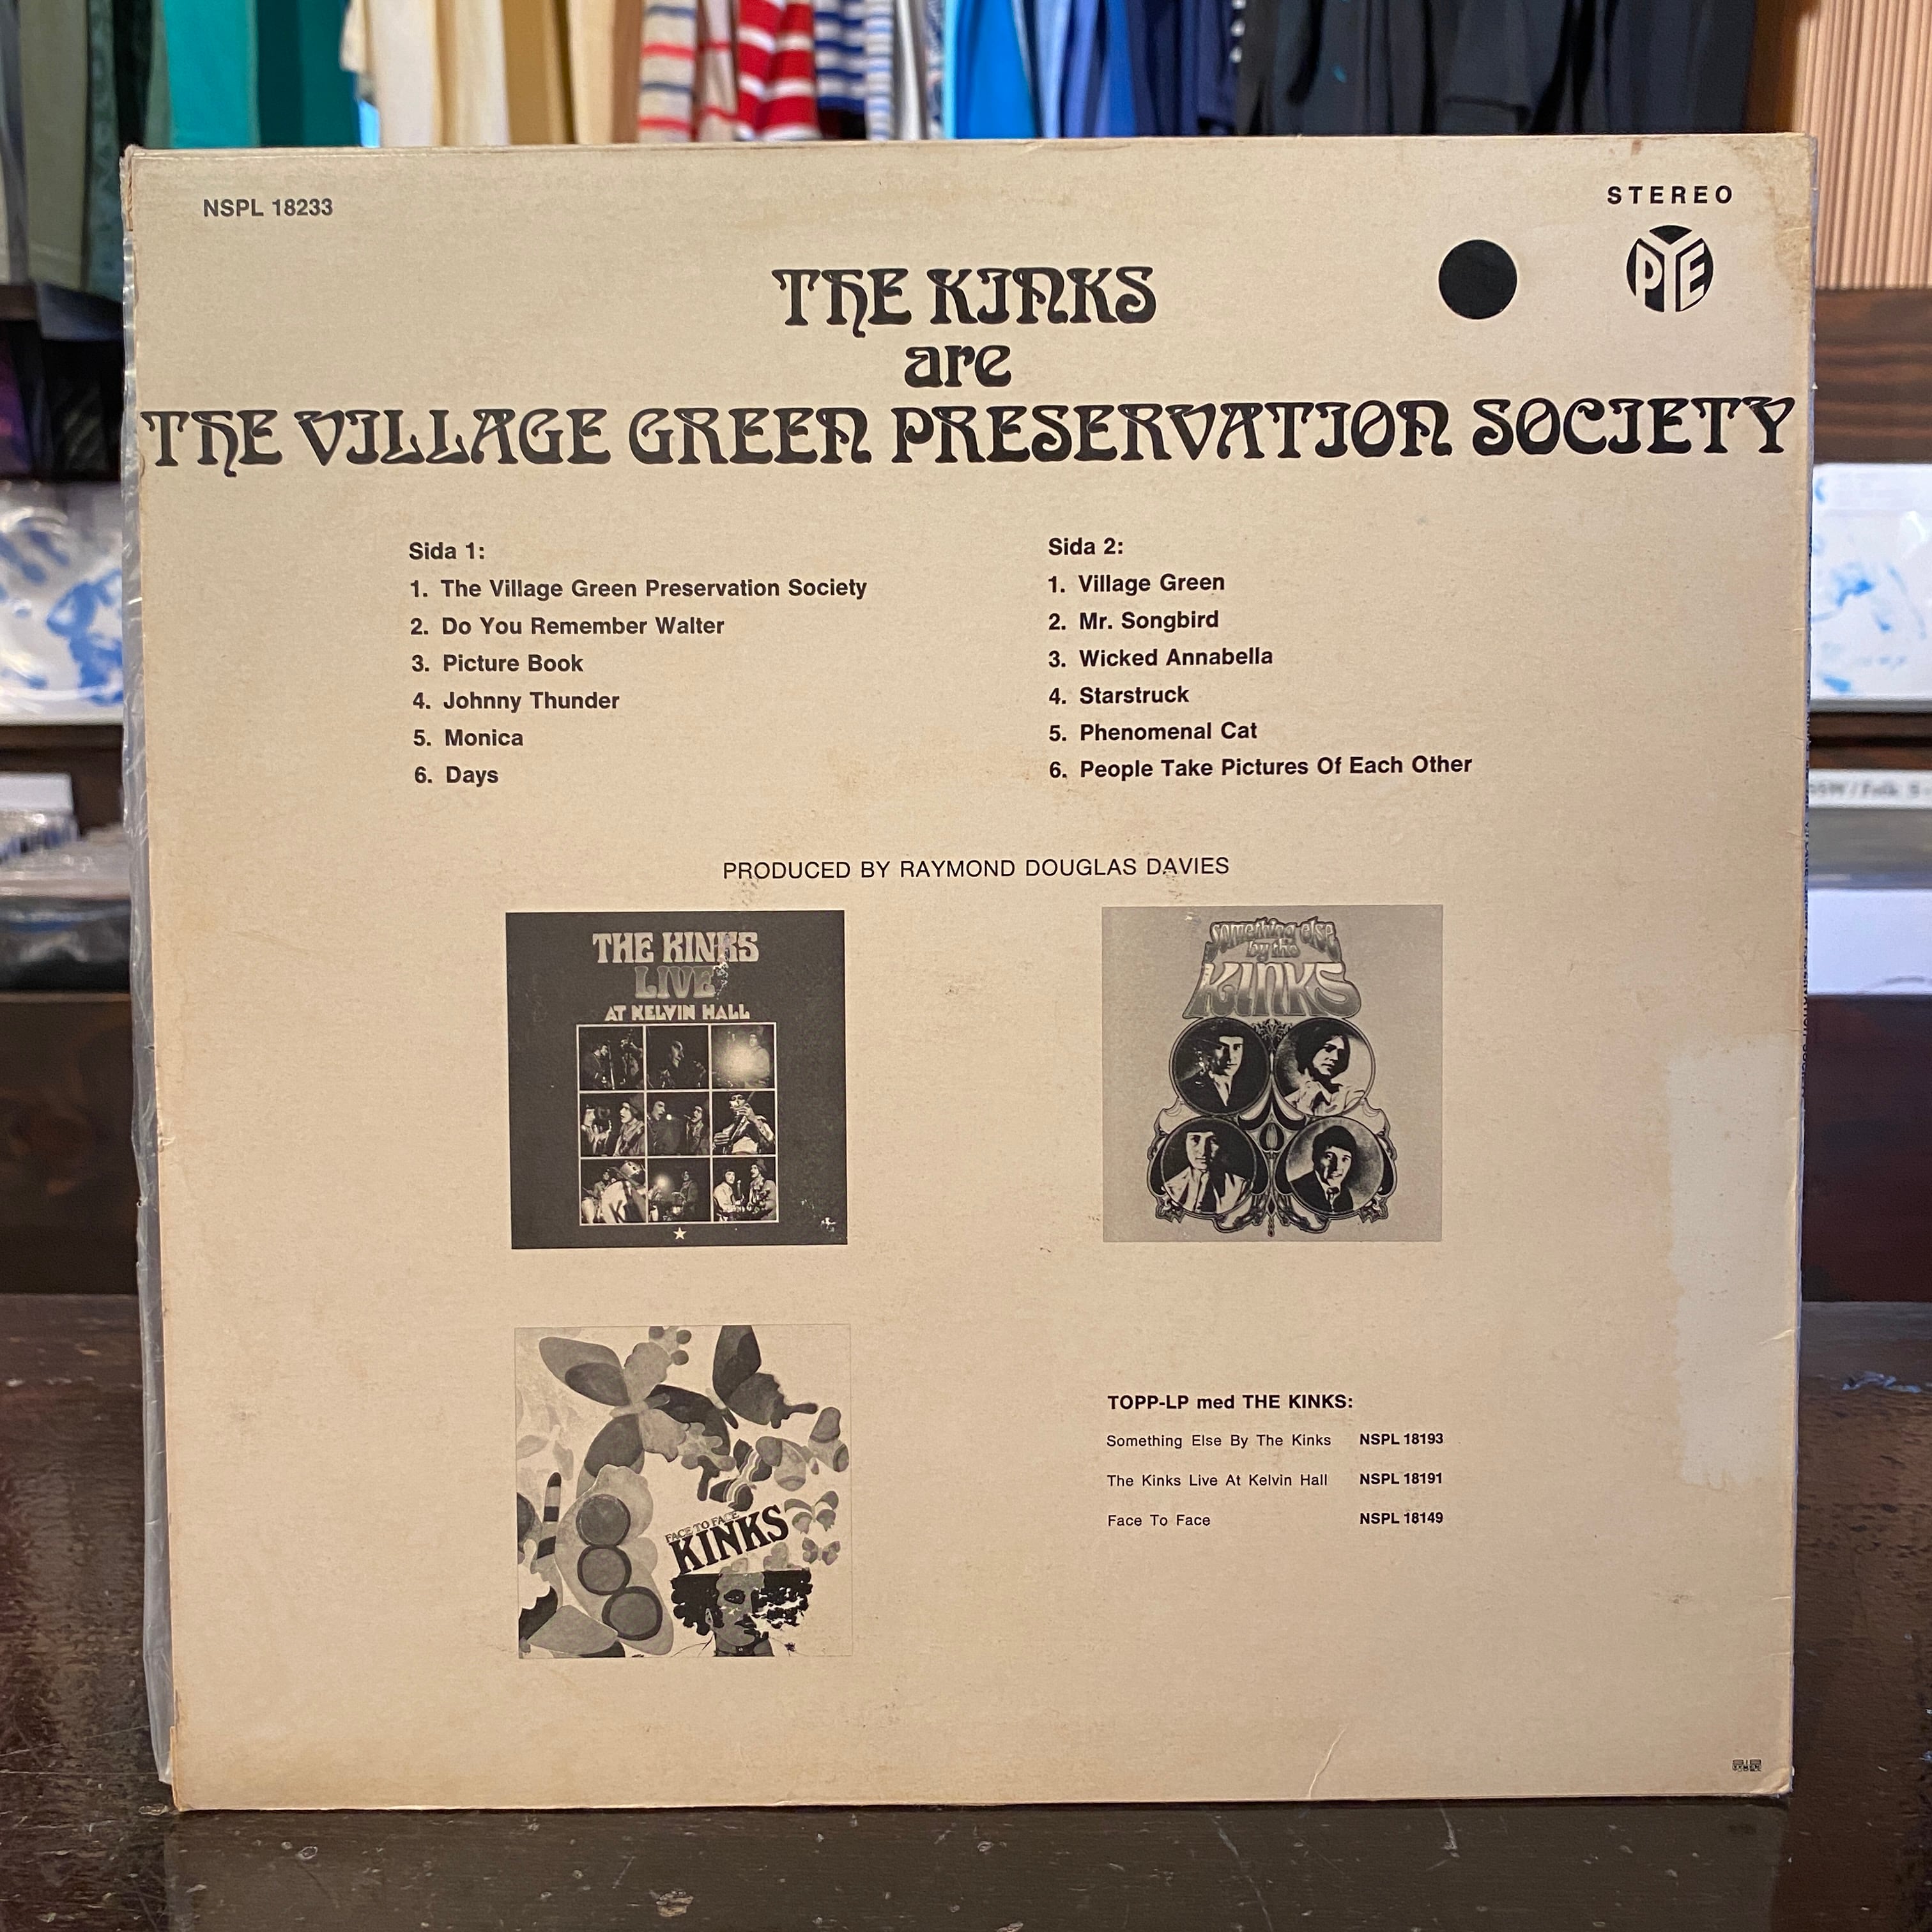 NSPL 18233
STEREO
PYE
THE KINKS
are
THE VILLAGE GREEN PRESERVATION SOCIETY
Sida 1:
1. The Village Green Preservation Society
2. Do You Remember Walter
3. Picture Book
4. Johnny Thunder
5. Monica
6. Days
Sida 2:
1. Village Green
2. Mr. Songbird
3. Wicked Annabella
4. Starstruck
5. Phenomenal Cat
6. People Take Pictures Of Each Other
PRODUCED BY RAYMOND DOUGLAS DAVIES
THE KINKS
LIVE
AT KELVIN HALL
something else
by the
KINKS
FACE TO FACE
KINKS
TOPP-LP med THE KINKS:
Something Else By The Kinks NSPL 18193
The Kinks Live At Kelvin Hall NSPL 18191
Face To Face NSPL 18149